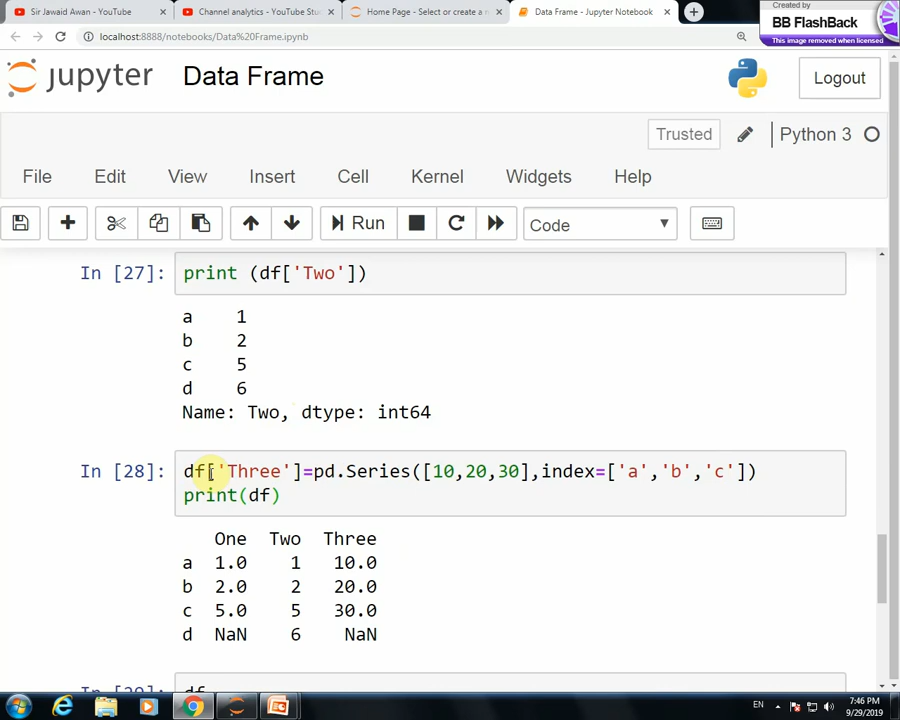 Created by
BB FlashBack
This image removed when licensed
Sir Jawaid Awan - YouTube
Channel analytics - YouTube Stu
Home Page - Select or create a n
Data Frame - Jupyter Notebook
localhost:8888/notebooks/Data%20Frame.ipynb
jupyter Data Frame Logout
Trusted Python 3
File Edit View Insert Cell Kernel Widgets Help
Run Code
In [27]: print (df['Two'])
a 1
b 2
c 5
d 6
Name: Two, dtype: int64
In [28]: df['Three']=pd.Series([10,20,30],index=['a','b','c'])
print(df)
One Two Three
a 1.0 1 10.0
b 2.0 2 20.0
c 5.0 5 30.0
d NaN 6 NaN
In [29]: df
EN 7:46 PM
9/29/2019